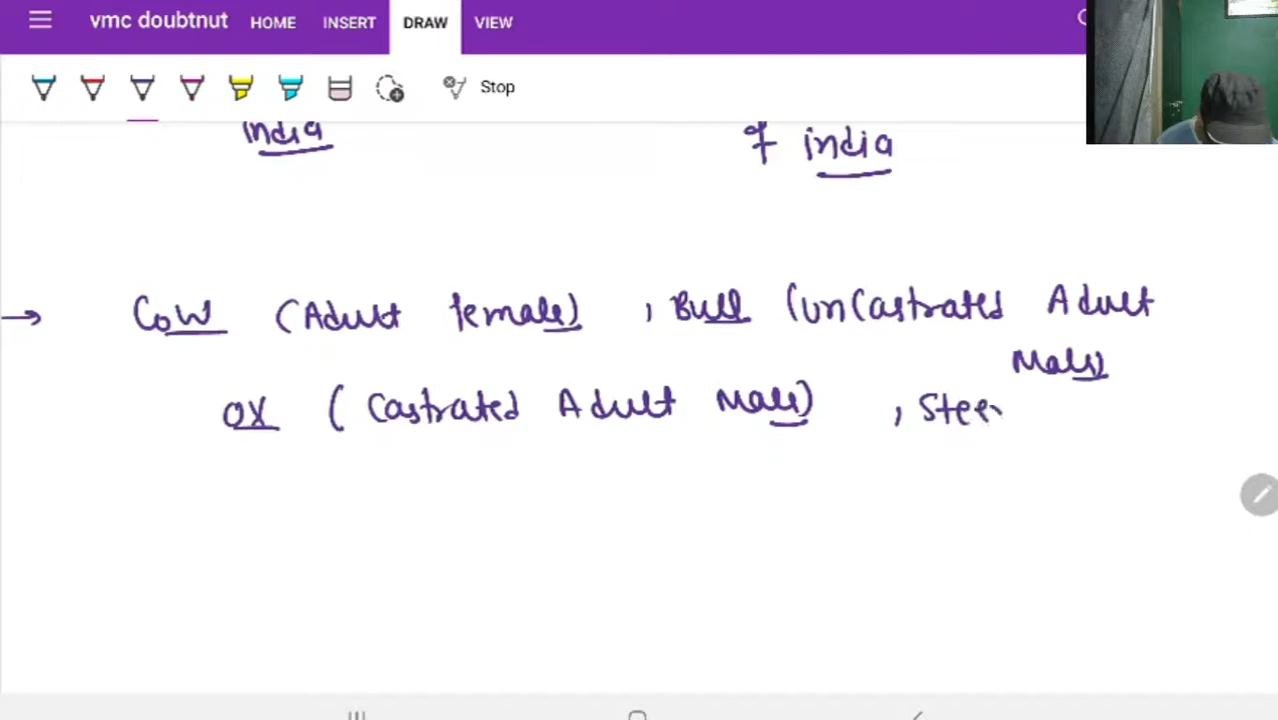 vmc doubtnut HOME INSERT DRAW VIEW
Stop
India
of india
→ Cow (Adult female) , Bull (uncastrated Adult
Male)
OX ( Castrated Adult Male) , Steer